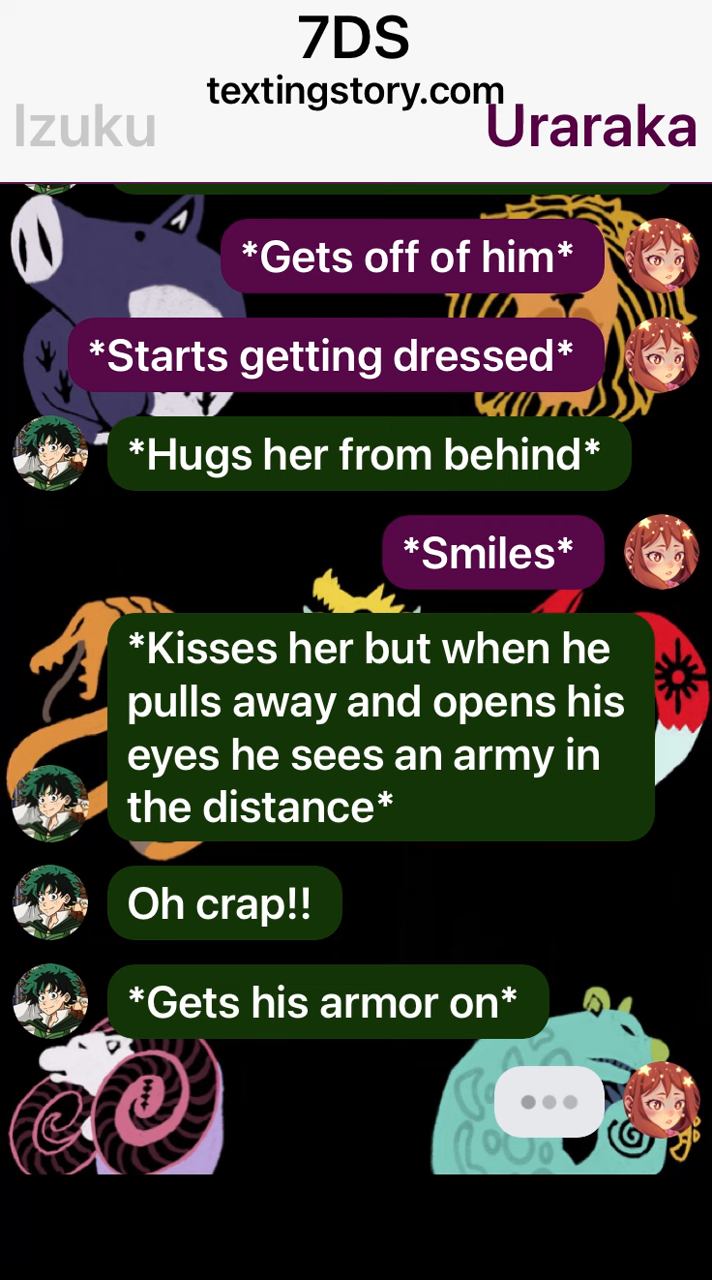 7DS
textingstory.com
Izuku
Uraraka
*Gets off of him*
*Starts getting dressed*
*Hugs her from behind*
*Smiles*
*Kisses her but when he
pulls away and opens his
eyes he sees an army in
the distance*
Oh crap!!
*Gets his armor on*